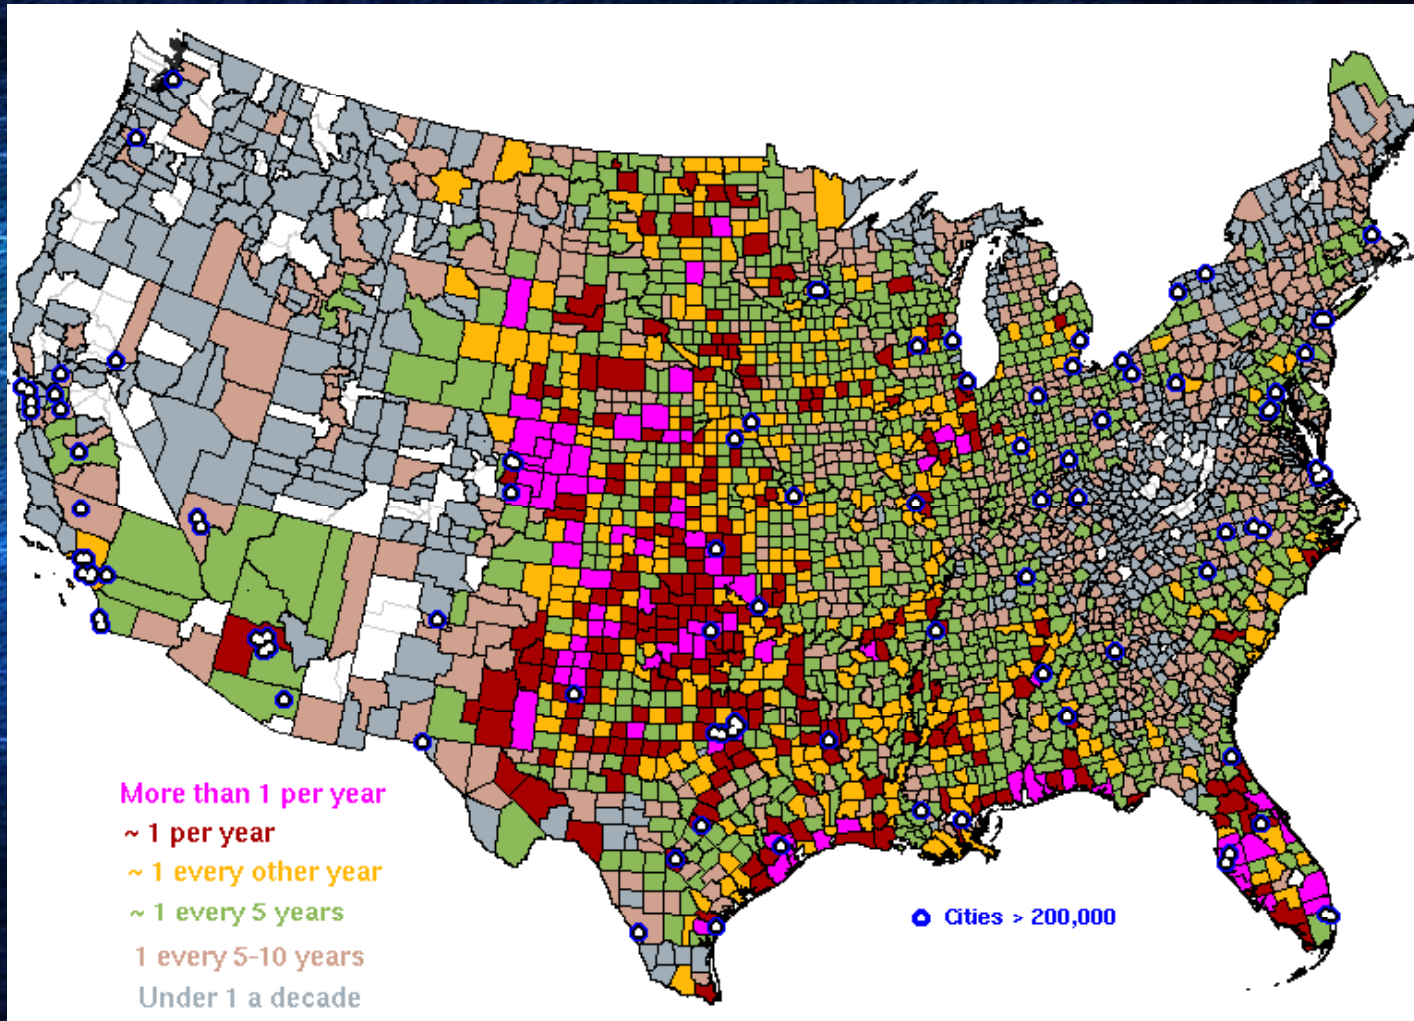 More than 1 per year
~ 1 per year
~ 1 every other year
~ 1 every 5 years
1 every 5-10 years
Under 1 a decade
Cities > 200,000